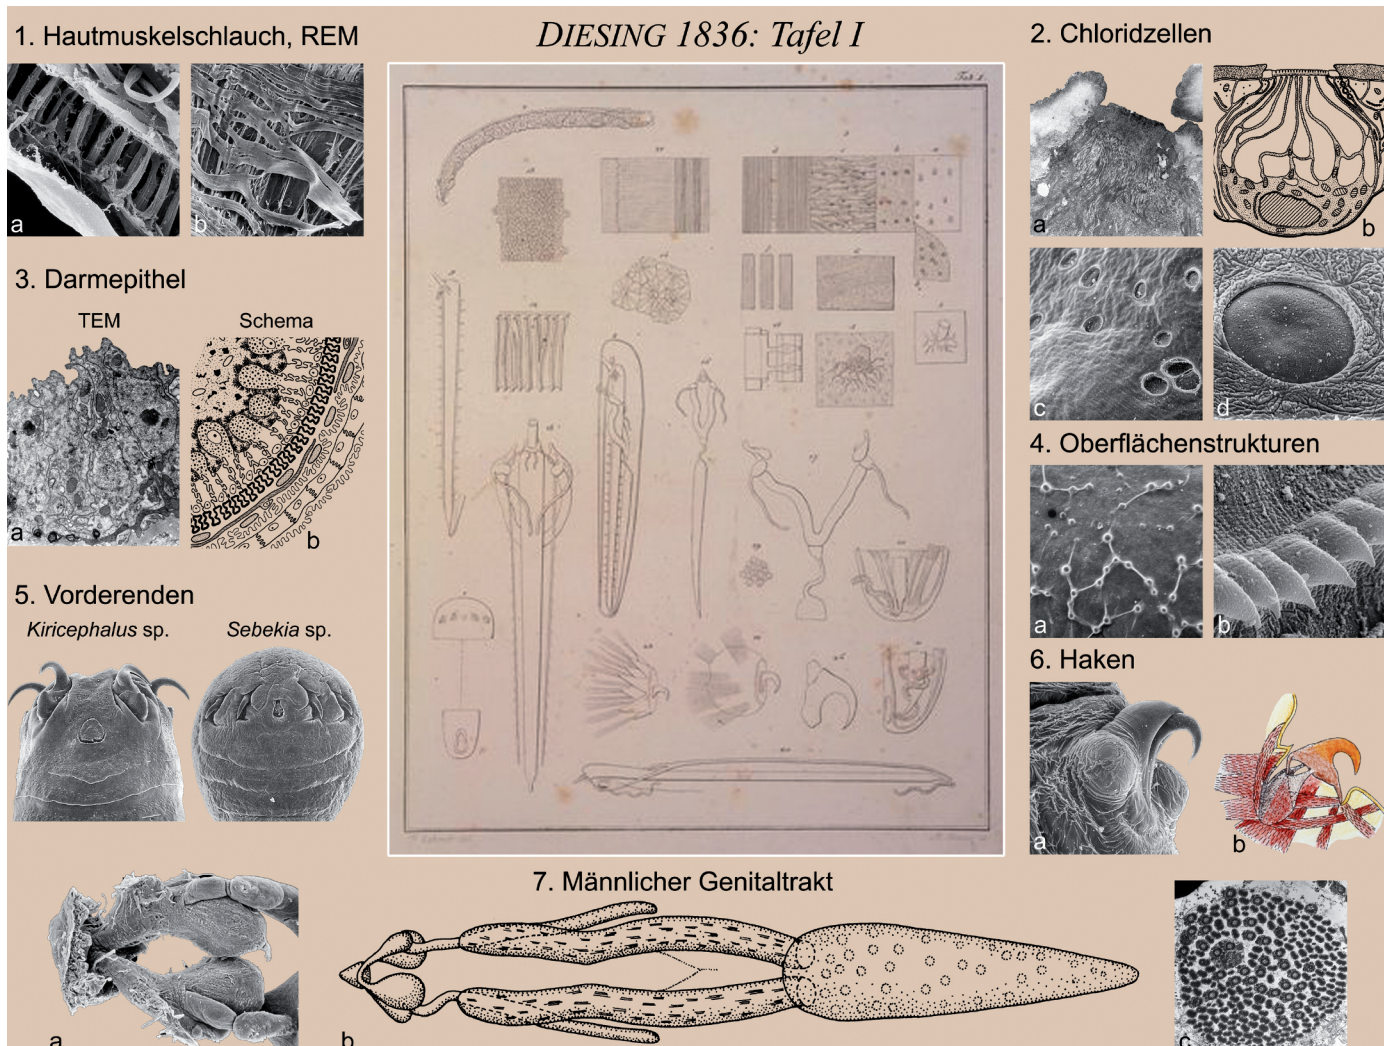 1. Hautmuskelschlauch, REM
DIESING 1836: Tafel I
2. Chloridzellen
Tab. I.
a
b
a
b
3. Darmepithel
TEM
Schema
c
d
4. Oberflächenstrukturen
a
b
a
b
5. Vorderenden
Kiricephalus sp.
Sebekia sp.
6. Haken
a
b
7. Männlicher Genitaltrakt
a
b
c